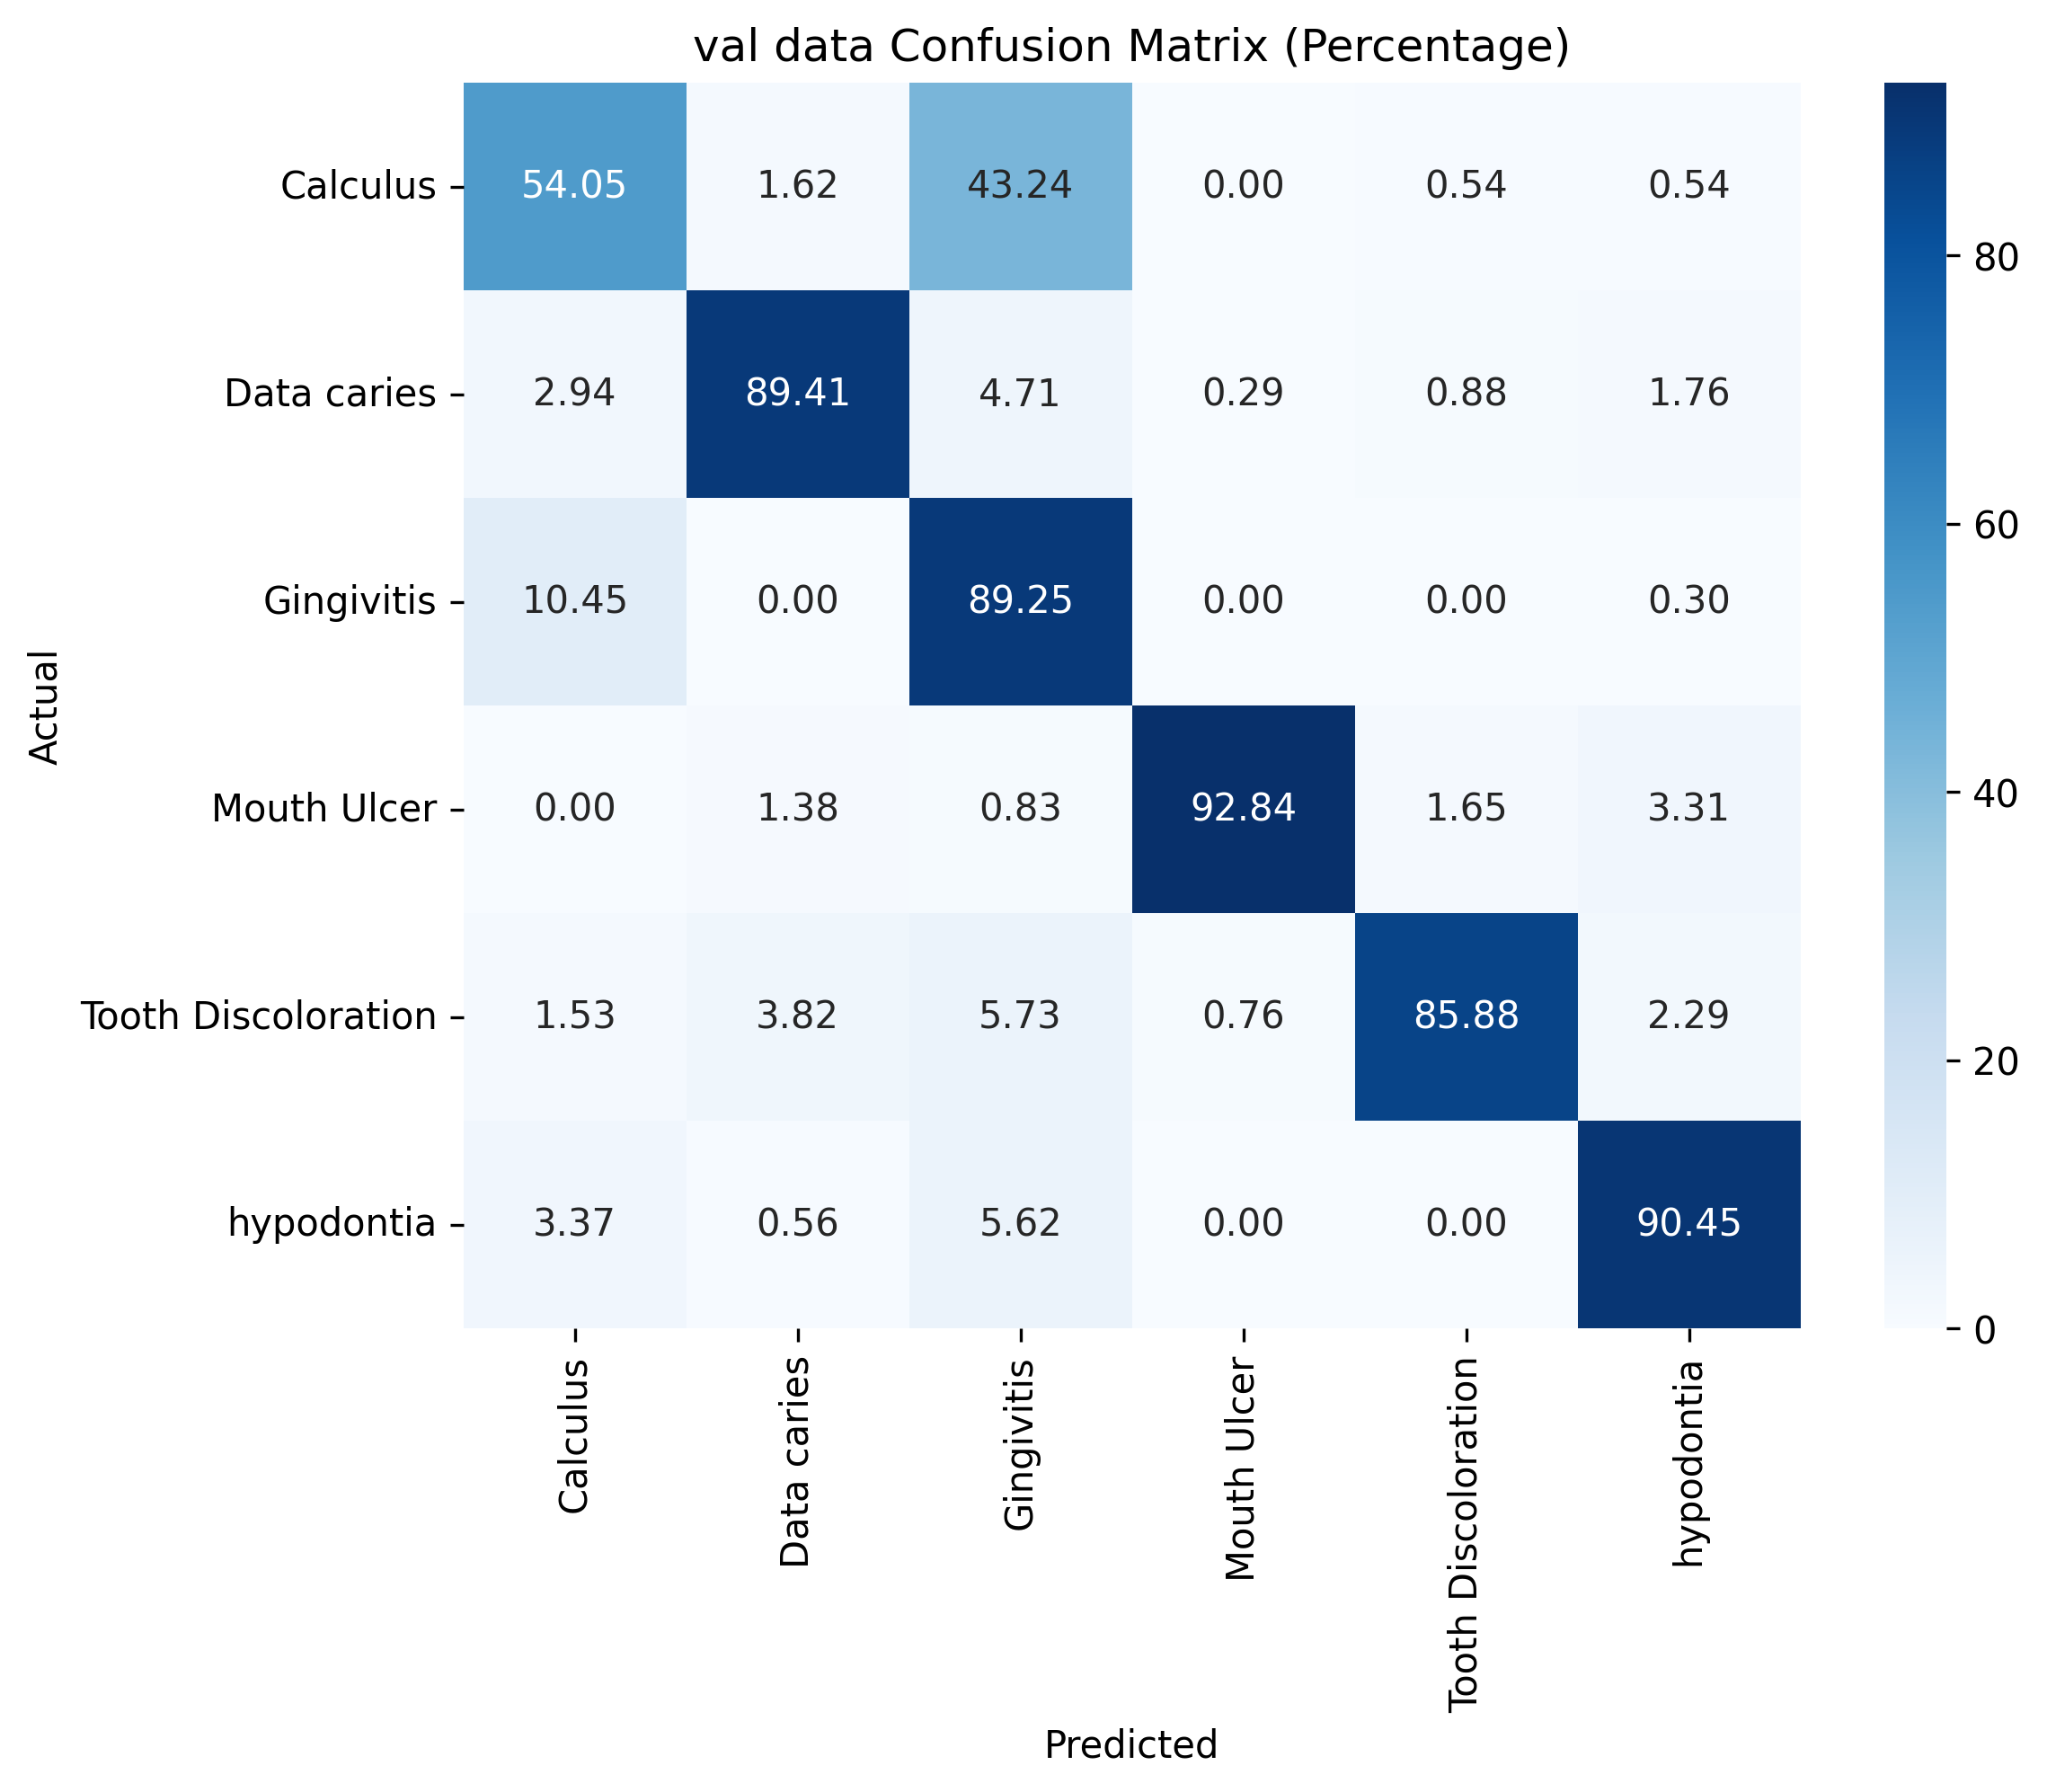 val data Confusion Matrix (Percentage)
Calculus 54.05 1.62 43.24 0.00 0.54 0.54
Data caries 2.94 89.41 4.71 0.29 0.88 1.76
Gingivitis 10.45 0.00 89.25 0.00 0.00 0.30
Mouth Ulcer 0.00 1.38 0.83 92.84 1.65 3.31
Tooth Discoloration 1.53 3.82 5.73 0.76 85.88 2.29
hypodontia 3.37 0.56 5.62 0.00 0.00 90.45
Actual
Calculus
Data caries
Gingivitis
Mouth Ulcer
Tooth Discoloration
hypodontia
Predicted
80
60
40
20
0